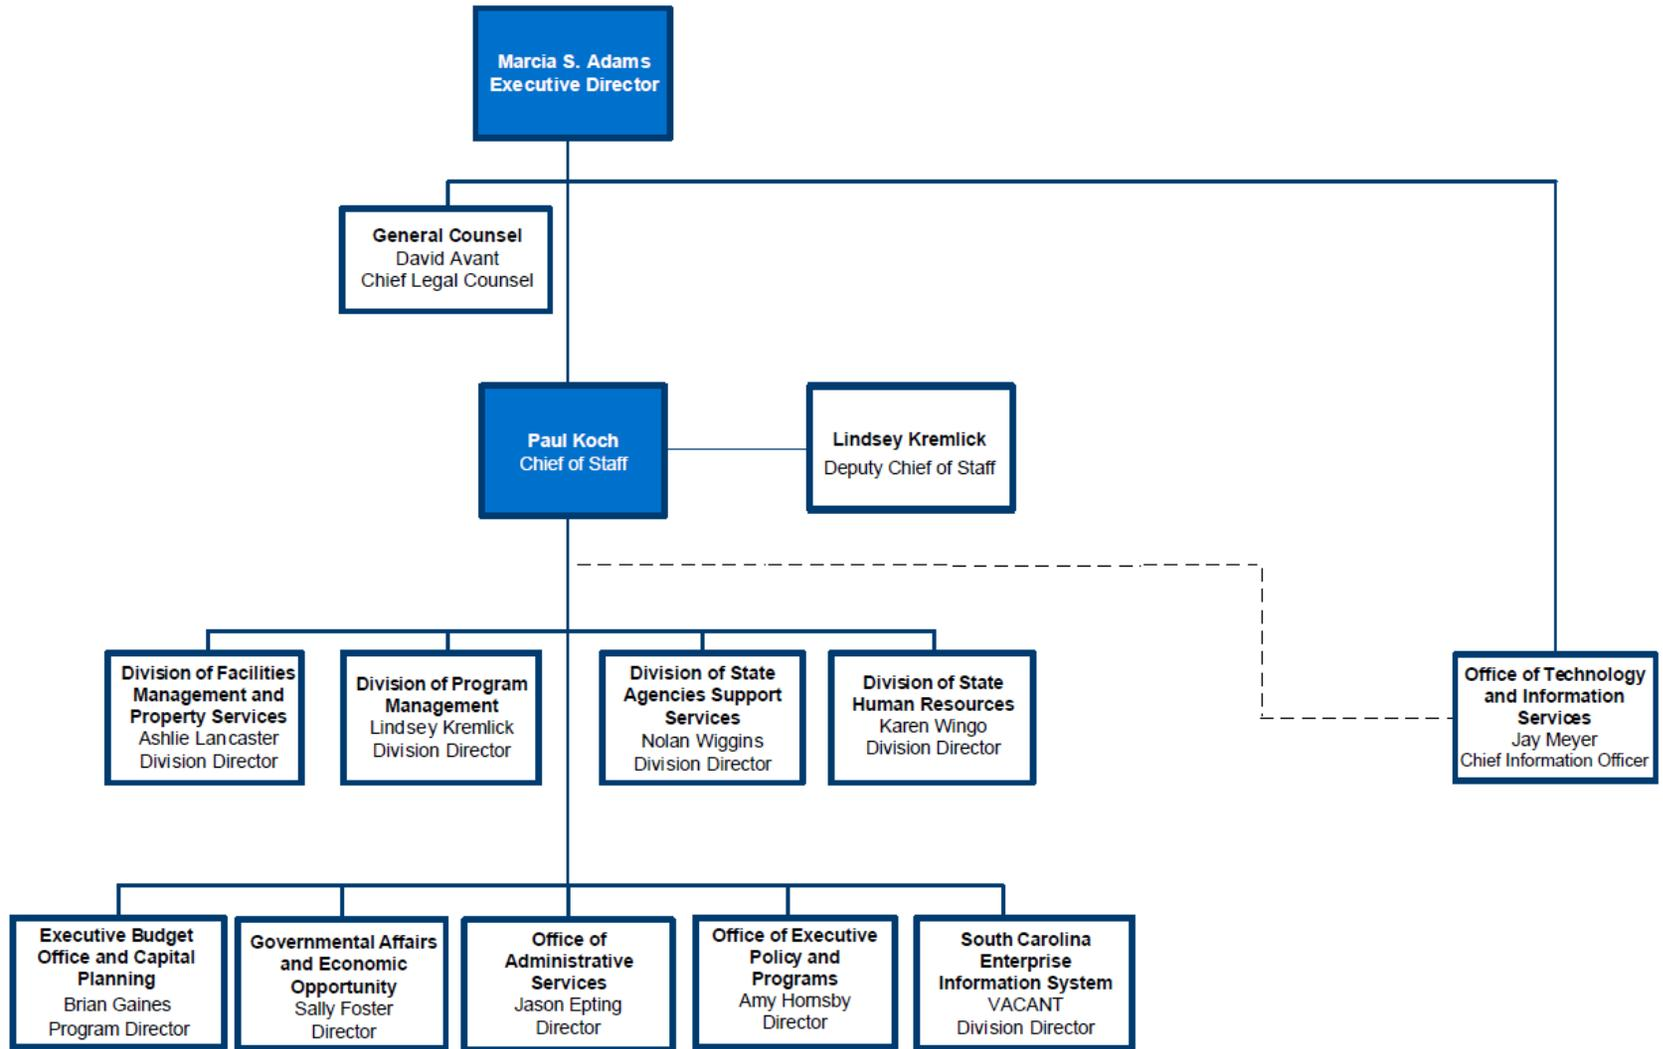 Marcia S. Adams
Executive Director
General Counsel
David Avant
Chief Legal Counsel
Paul Koch
Chief of Staff
Lindsey Kremlick
Deputy Chief of Staff
Division of Facilities
Management and
Property Services
Ashlie Lancaster
Division Director
Division of Program
Management
Lindsey Kremlick
Division Director
Division of State
Agencies Support
Services
Nolan Wiggins
Division Director
Division of State
Human Resources
Karen Wingo
Division Director
Office of Technology
and Information
Services
Jay Meyer
Chief Information Officer
Executive Budget
Office and Capital
Planning
Brian Gaines
Program Director
Governmental Affairs
and Economic
Opportunity
Sally Foster
Director
Office of
Administrative
Services
Jason Epting
Director
Office of Executive
Policy and
Programs
Amy Hornsby
Director
South Carolina
Enterprise
Information System
VACANT
Division Director